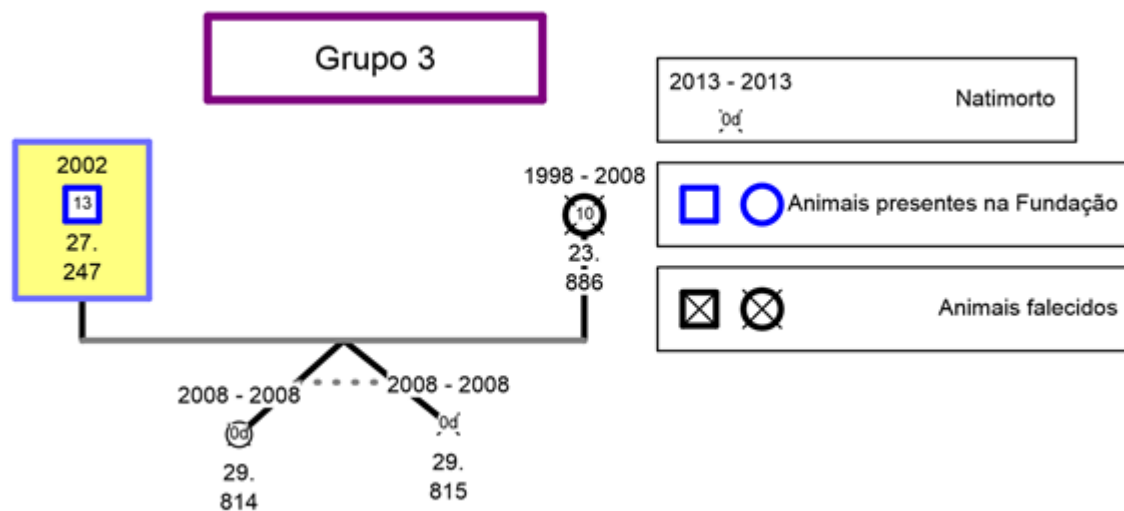 Grupo 3
2013 - 2013
0d
Natimorto
2002
13
27.
247
1998 - 2008
10
23.
886
Animais presentes na Fundação
Animais falecidos
2008 - 2008
0d
29.
814
2008 - 2008
0d
29.
815